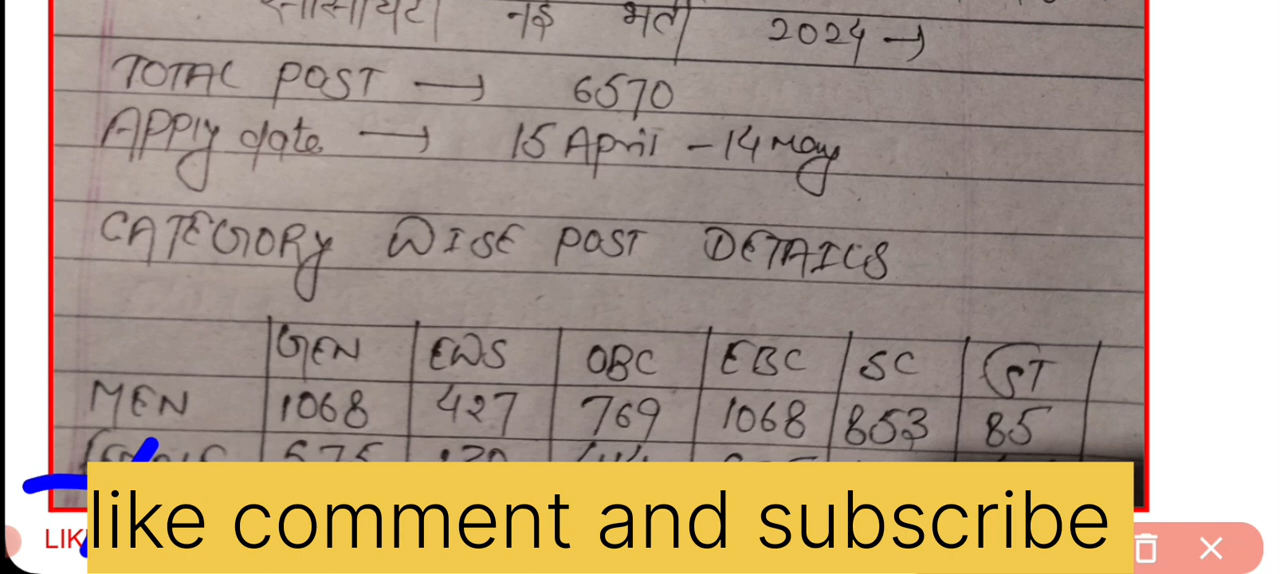 सोसायटी नई भर्ती 2024 →
TOTAL POST → 6570
APPly date → 15 April - 14 May
CATEGORY WISE POST DETAILS
GEN EWS OBC EBC SC ST
MEN 1068 427 769 1068 853 85
like comment and subscribe
LIK